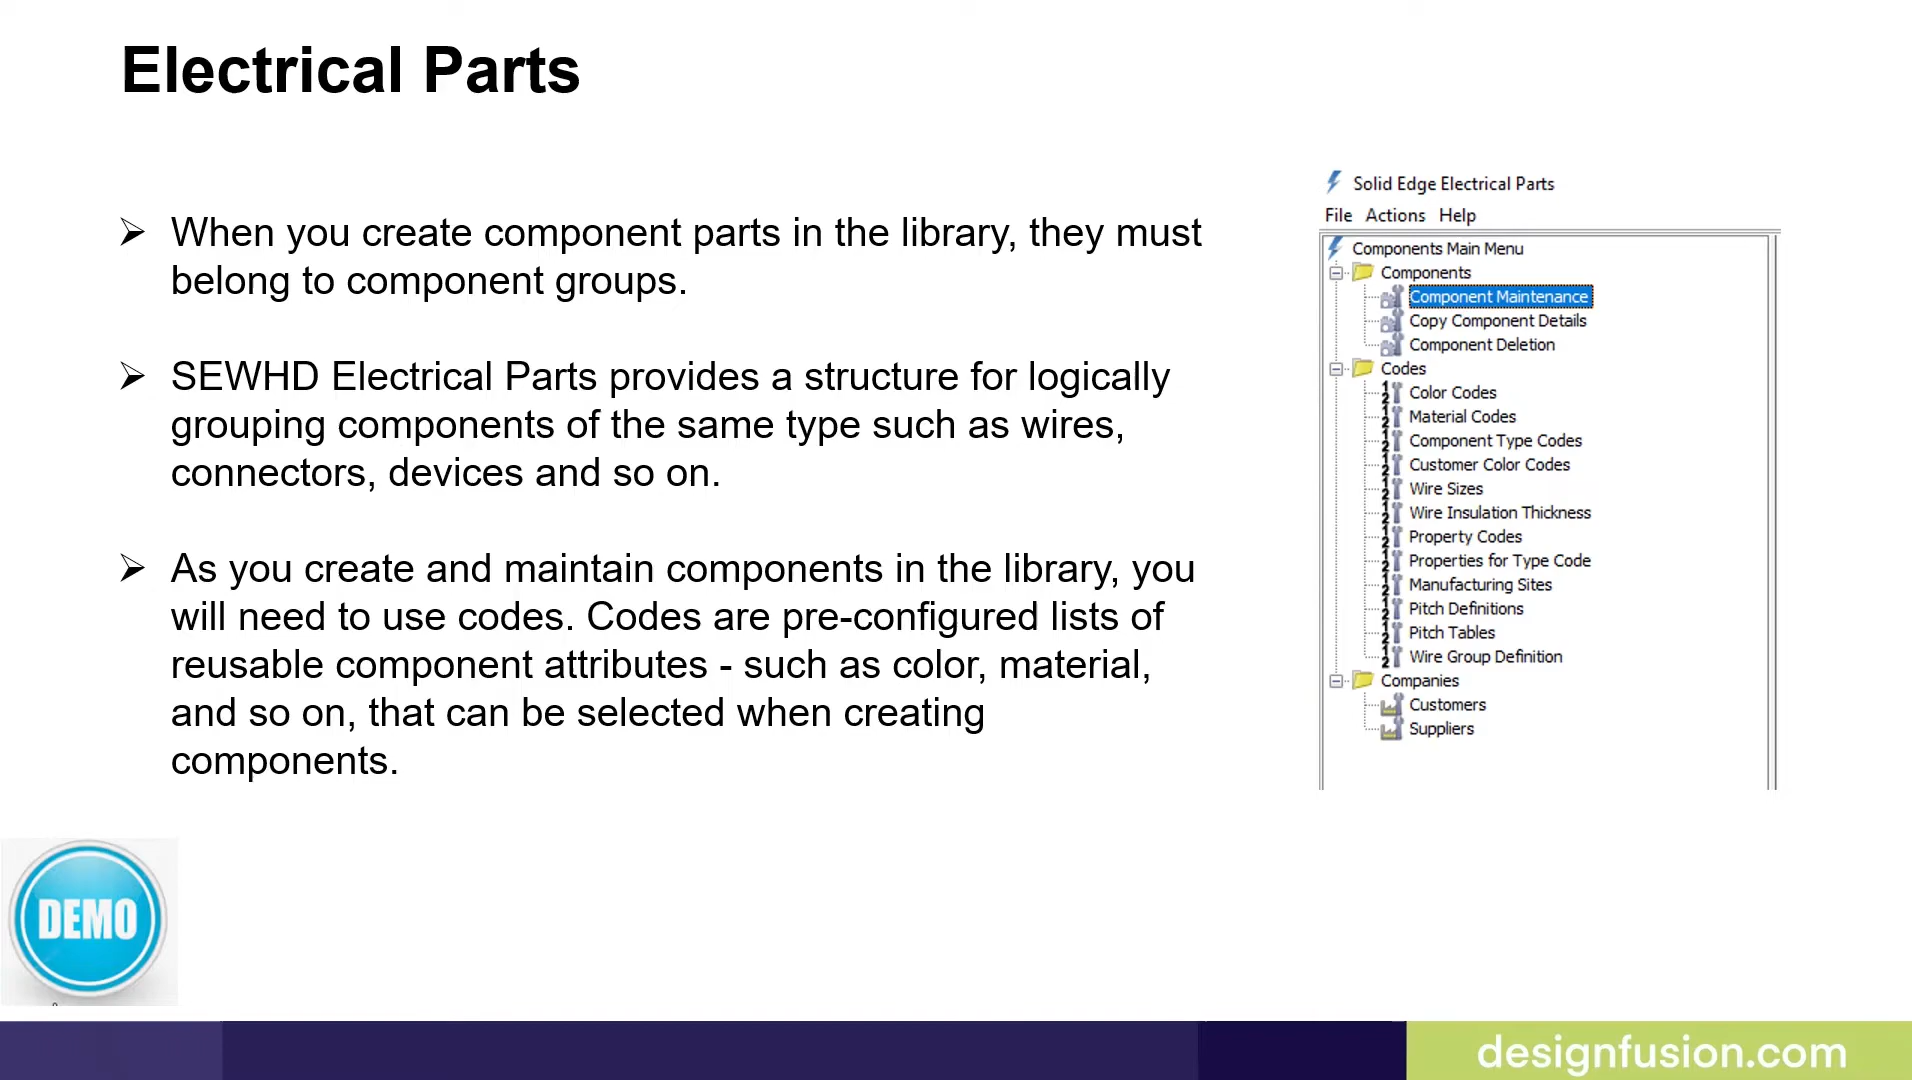 Electrical Parts
When you create component parts in the library, they must
belong to component groups.
SEWHD Electrical Parts provides a structure for logically
grouping components of the same type such as wires,
connectors, devices and so on.
As you create and maintain components in the library, you
will need to use codes. Codes are pre-configured lists of
reusable component attributes - such as color, material,
and so on, that can be selected when creating
components.
Solid Edge Electrical Parts
File Actions Help
Components Main Menu
Components
Component Maintenance
Copy Component Details
Component Deletion
Codes
Color Codes
Material Codes
Component Type Codes
Customer Color Codes
Wire Sizes
Wire Insulation Thickness
Property Codes
Properties for Type Code
Manufacturing Sites
Pitch Definitions
Pitch Tables
Wire Group Definition
Companies
Customers
Suppliers
DEMO
designfusion.com